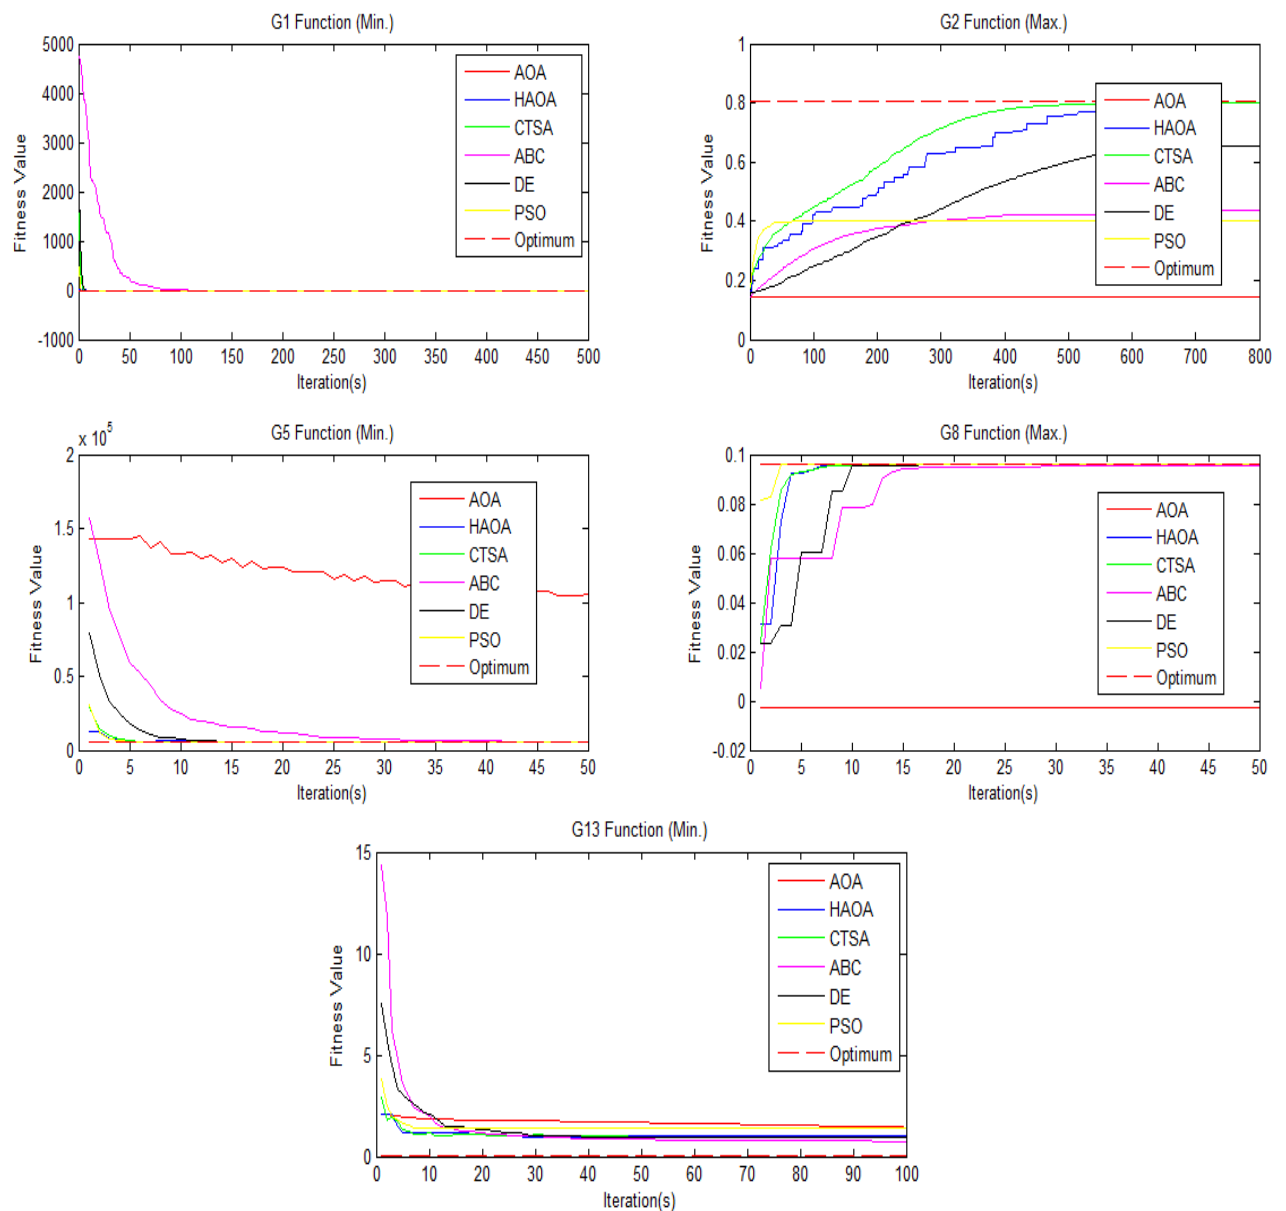 G1 Function (Min.)
5000
4000
3000
2000
1000
0
-1000
Fitness Value
0 50 100 150 200 250 300 350 400 450 500
Iteration(s)
AOA
HAOA
CTSA
ABC
DE
PSO
Optimum
G2 Function (Max.)
1
0.8
0.6
0.4
0.2
0
Fitness Value
0 100 200 300 400 500 600 700 800
Iteration(s)
AOA
HAOA
CTSA
ABC
DE
PSO
Optimum
G5 Function (Min.)
x 10^5
2
1.5
1
0.5
0
Fitness Value
0 5 10 15 20 25 30 35 40 45 50
Iteration(s)
AOA
HAOA
CTSA
ABC
DE
PSO
Optimum
G8 Function (Max.)
0.1
0.08
0.06
0.04
0.02
0
-0.02
Fitness Value
0 5 10 15 20 25 30 35 40 45 50
Iteration(s)
AOA
HAOA
CTSA
ABC
DE
PSO
Optimum
G13 Function (Min.)
15
10
5
0
Fitness Value
0 10 20 30 40 50 60 70 80 90 100
Iteration(s)
AOA
HAOA
CTSA
ABC
DE
PSO
Optimum